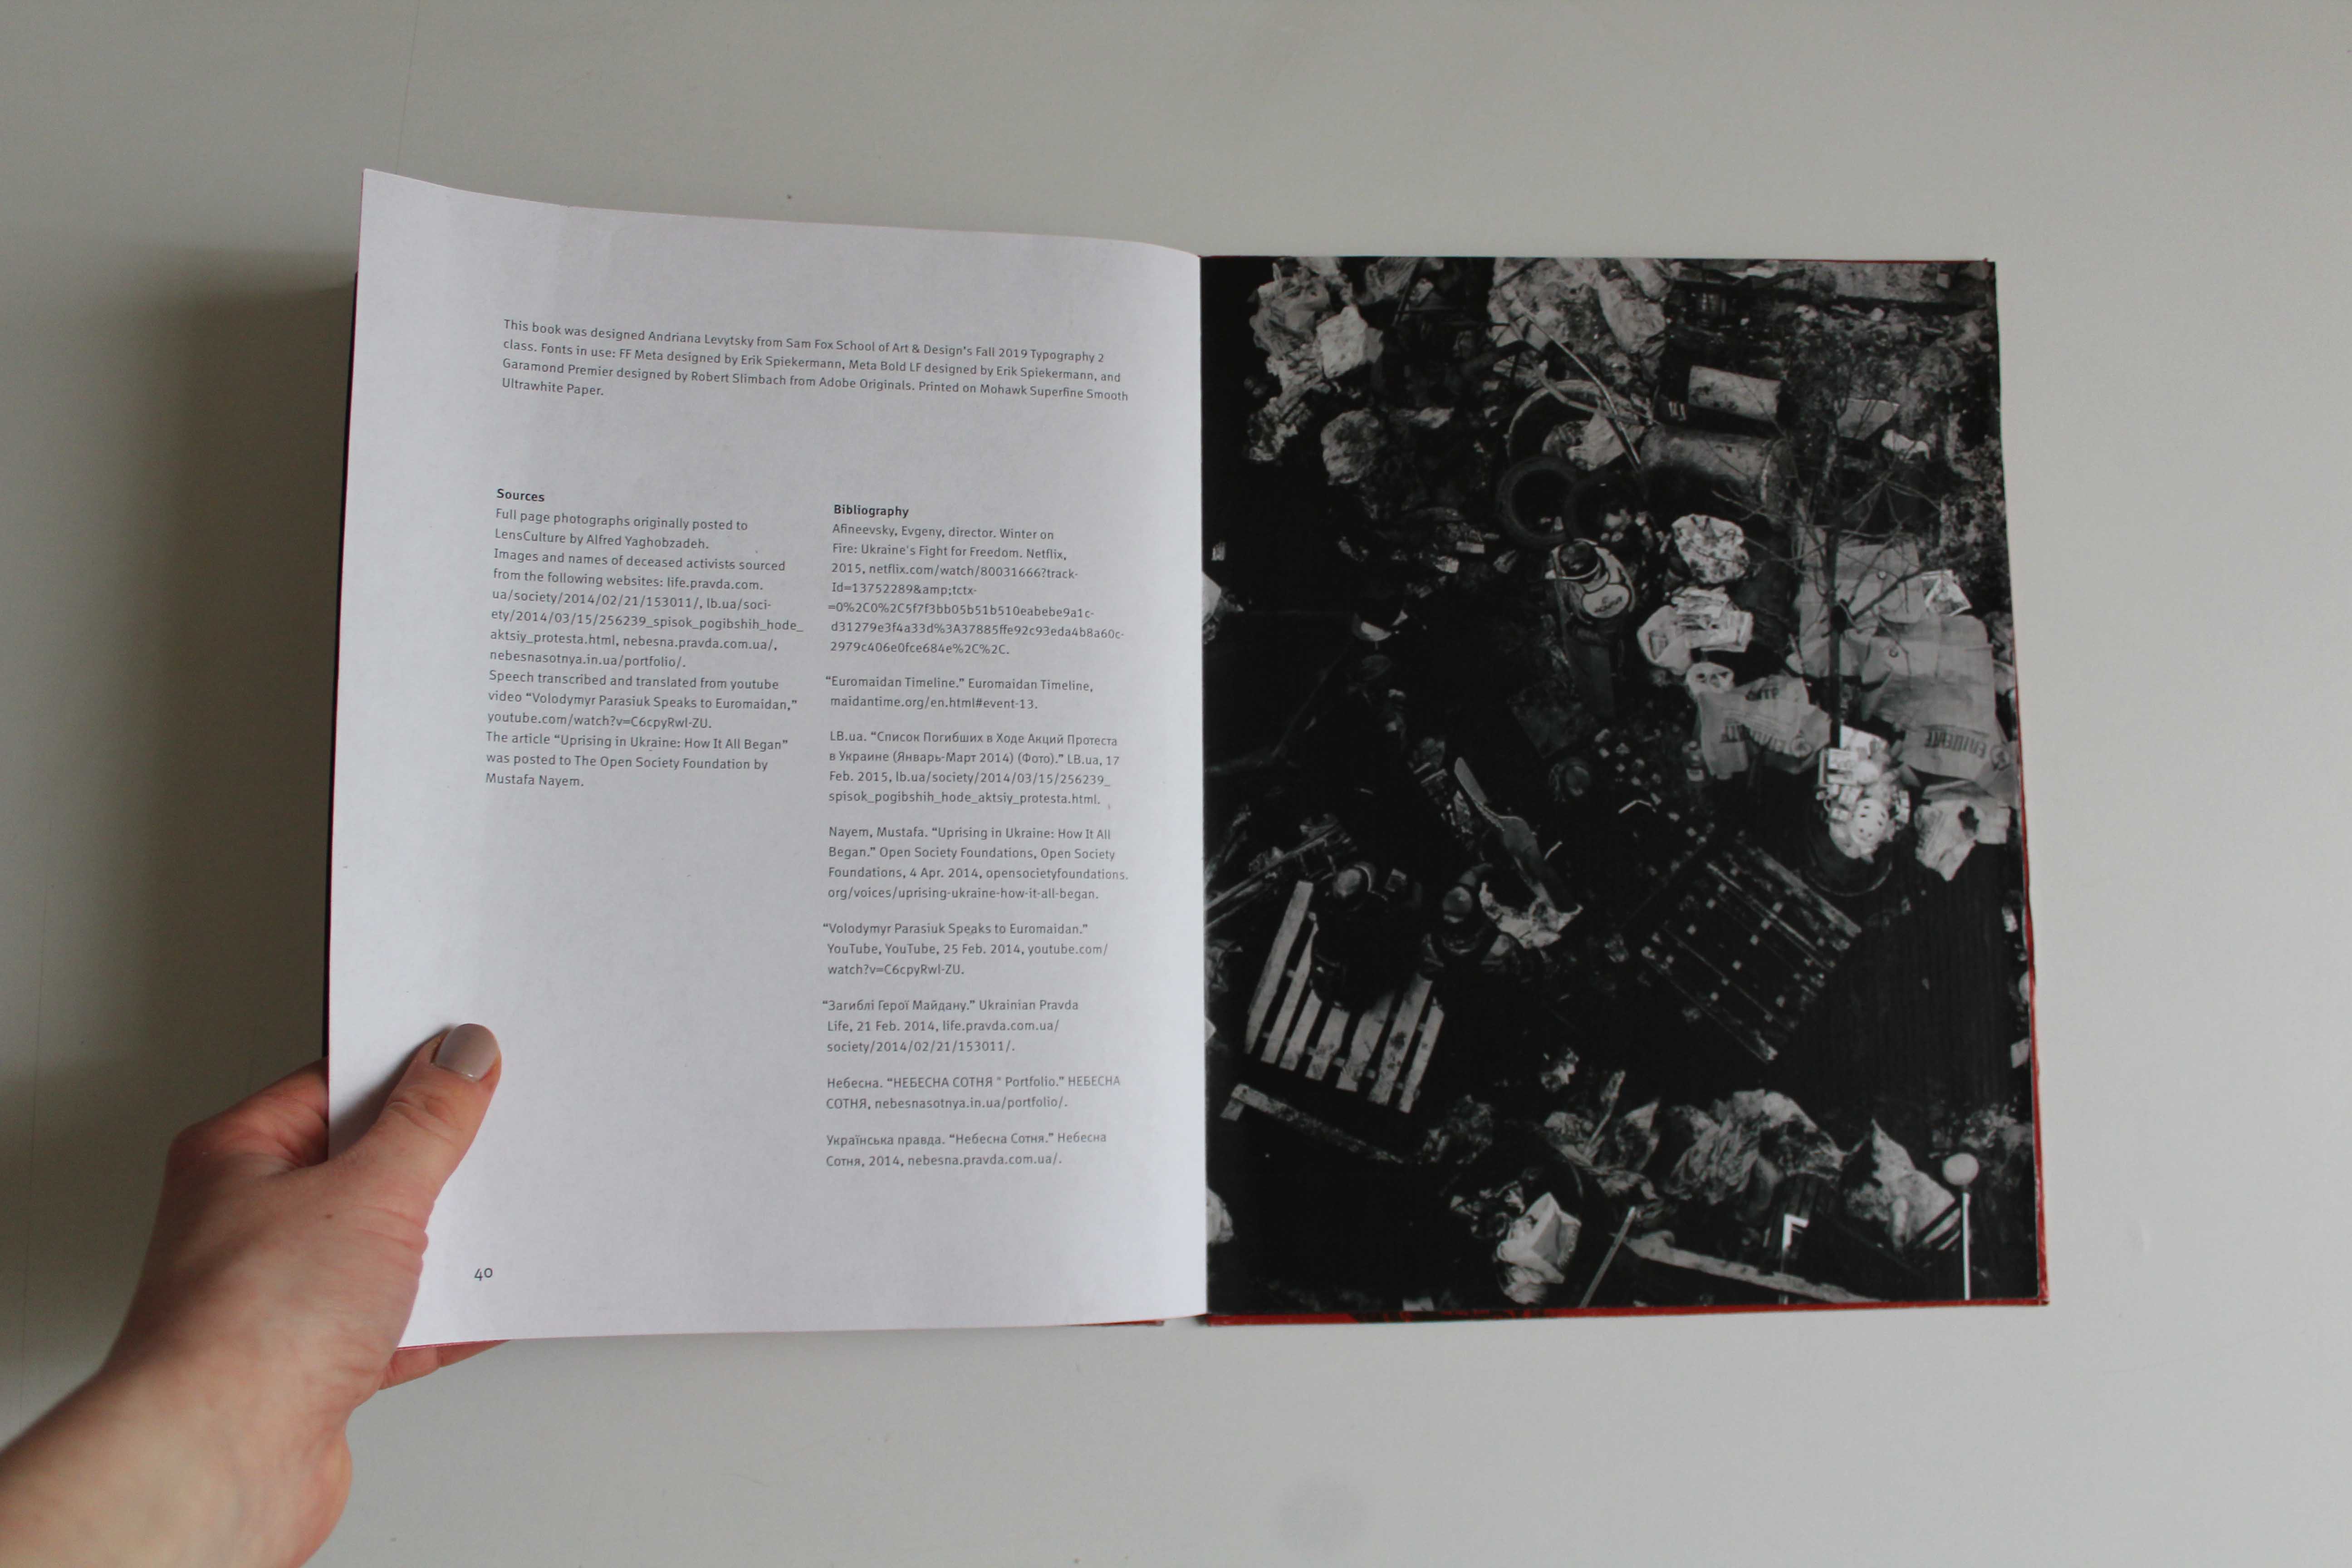 This book was designed Andriana Levytsky from Sam Fox School of Art & Design's Fall 2019 Typography 2
class. Fonts in use: FF Meta designed by Erik Spiekermann, Meta Bold LF designed by Erik Spiekermann, and
Garamond Premier designed by Robert Slimbach from Adobe Originals. Printed on Mohawk Superfine Smooth
Ultrawhite Paper.
Sources
Full page photographs originally posted to
LensCulture by Alfred Yaghobzadeh.
Images and names of deceased activists sourced
from the following websites: life.pravda.com.
ua/society/2014/02/21/153011/, lb.ua/soci-
ety/2014/03/15/256239_spisok_pogibshih_hode_
aktsiy_protesta.html, nebesna.pravda.com.ua/,
nebesnasotnya.in.ua/portfolio/.
Speech transcribed and translated from youtube
video “Volodymyr Parasiuk Speaks to Euromaidan,”
youtube.com/watch?v=C6cpyRwl-ZU.
The article “Uprising in Ukraine: How It All Began”
was posted to The Open Society Foundation by
Mustafa Nayem.
Bibliography
Afineevsky, Evgeny, director. Winter on
Fire: Ukraine's Fight for Freedom. Netflix,
2015, netflix.com/watch/80031666?track-
Id=13752289&amp;tctx-
=0%2C0%2C5f7f3bb05b51b510eabebe9a1c-
d31279e3f4a33d%3A37885ffe92c93eda4b8a60c-
2979c406e0fce684e%2C%2C.
“Euromaidan Timeline.” Euromaidan Timeline,
maidantime.org/en.html#event-13.
LB.ua. “Список Погибших в Ходе Акций Протеста
в Украине (Январь-Март 2014) (Фото).” LB.ua, 17
Feb. 2015, lb.ua/society/2014/03/15/256239_
spisok_pogibshih_hode_aktsiy_protesta.html.
Nayem, Mustafa. “Uprising in Ukraine: How It All
Began.” Open Society Foundations, Open Society
Foundations, 4 Apr. 2014, opensocietyfoundations.
org/voices/uprising-ukraine-how-it-all-began.
“Volodymyr Parasiuk Speaks to Euromaidan.”
YouTube, YouTube, 25 Feb. 2014, youtube.com/
watch?v=C6cpyRwl-ZU.
“Загиблі Герої Майдану.” Ukrainian Pravda
Life, 21 Feb. 2014, life.pravda.com.ua/
society/2014/02/21/153011/.
Небесна. “НЕБЕСНА СОТНЯ " Portfolio.” НЕБЕСНА
СОТНЯ, nebesnasotnya.in.ua/portfolio/.
Українська правда. “Небесна Сотня.” Небесна
Сотня, 2014, nebesna.pravda.com.ua/.
40